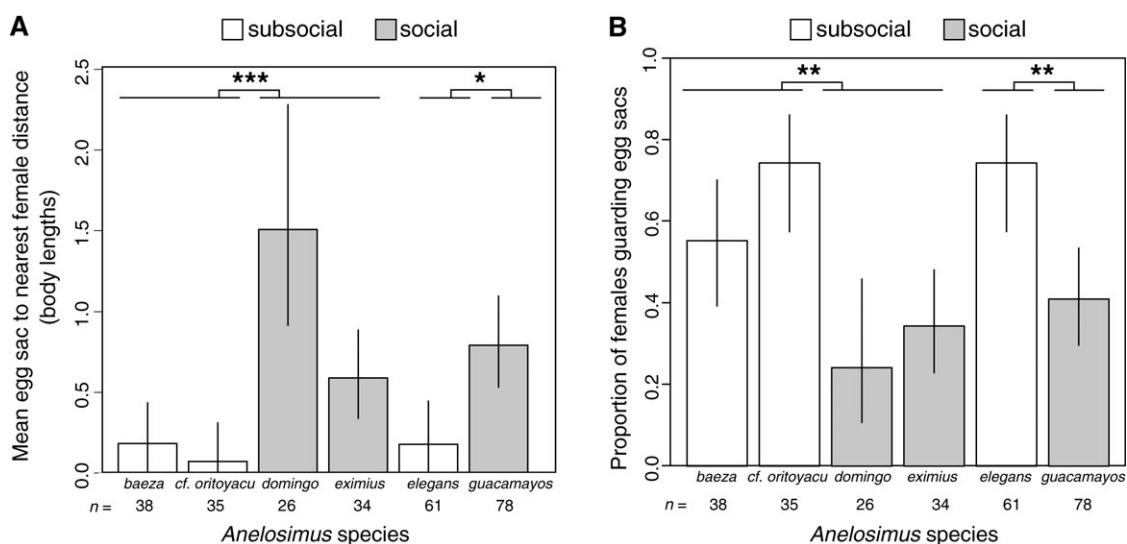 A
subsocial social
Mean egg sac to nearest female distance
(body lengths)
0.0 0.5 1.0 1.5 2.0 2.5
*** *
baeza cf. oritoyacu domingo eximius elegans guacamayos
n = 38 35 26 34 61 78
Anelosimus species
B
subsocial social
Proportion of females guarding egg sacs
0.0 0.2 0.4 0.6 0.8 1.0
** **
baeza cf. oritoyacu domingo eximius elegans guacamayos
n = 38 35 26 34 61 78
Anelosimus species